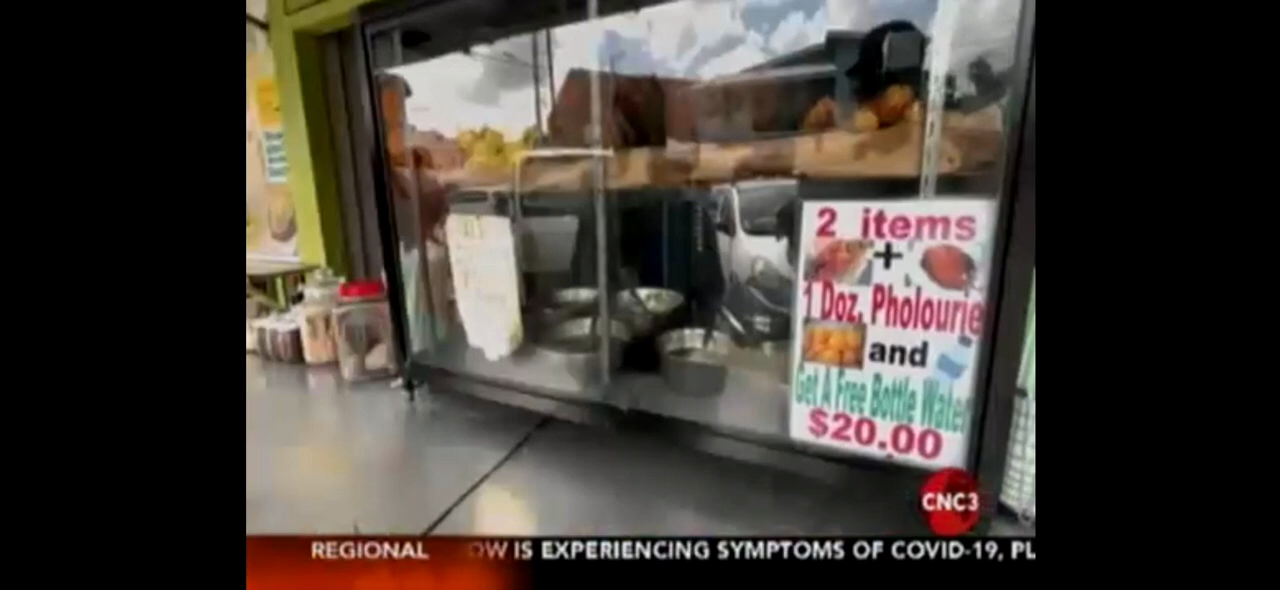 2 items
+
1 Doz. Pholourie
and
Get A Free Bottle Water
$20.00
CNC3
REGIONAL
OW IS EXPERIENCING SYMPTOMS OF COVID-19, PL